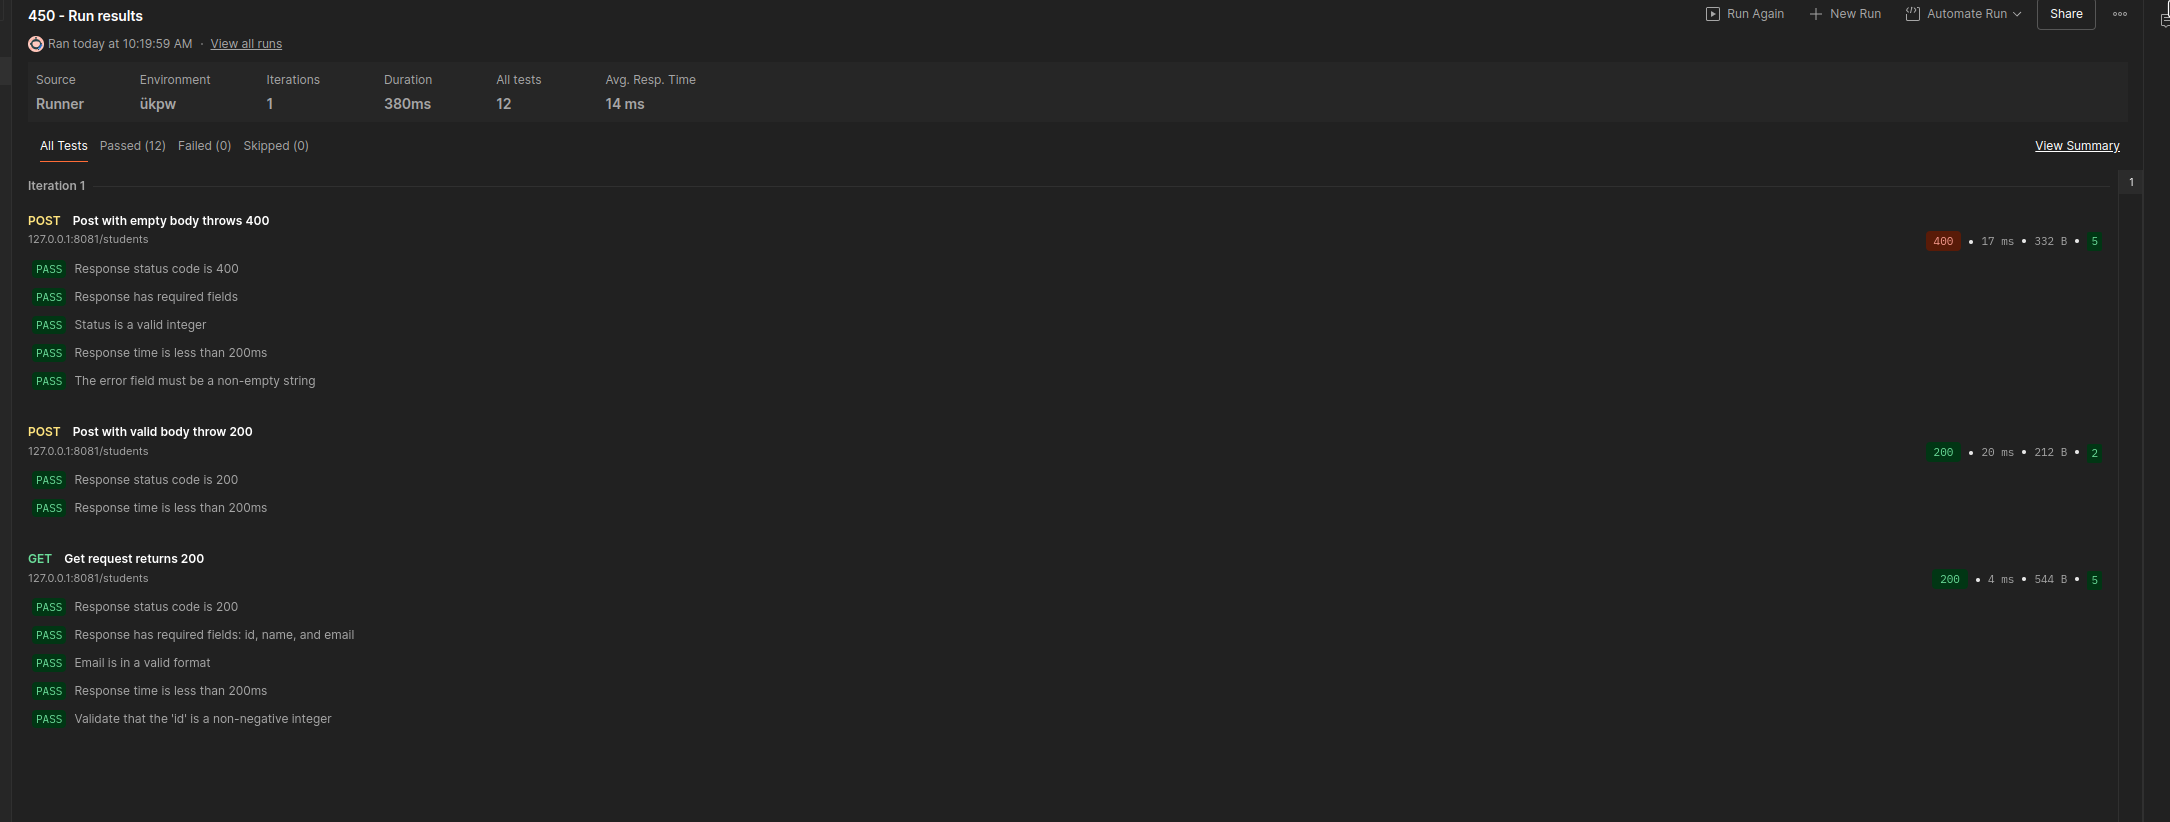 450 - Run results
Run Again New Run Automate Run Share
Ran today at 10:19:59 AM · View all runs
Source Environment Iterations Duration All tests Avg. Resp. Time
Runner ükpw 1 380ms 12 14 ms
All Tests Passed (12) Failed (0) Skipped (0) View Summary
Iteration 1 1
POST Post with empty body throws 400
127.0.0.1:8081/students 400 • 17 ms • 332 B • 5
PASS Response status code is 400
PASS Response has required fields
PASS Status is a valid integer
PASS Response time is less than 200ms
PASS The error field must be a non-empty string
POST Post with valid body throw 200
127.0.0.1:8081/students 200 • 20 ms • 212 B • 2
PASS Response status code is 200
PASS Response time is less than 200ms
GET Get request returns 200
127.0.0.1:8081/students 200 • 4 ms • 544 B • 5
PASS Response status code is 200
PASS Response has required fields: id, name, and email
PASS Email is in a valid format
PASS Response time is less than 200ms
PASS Validate that the 'id' is a non-negative integer